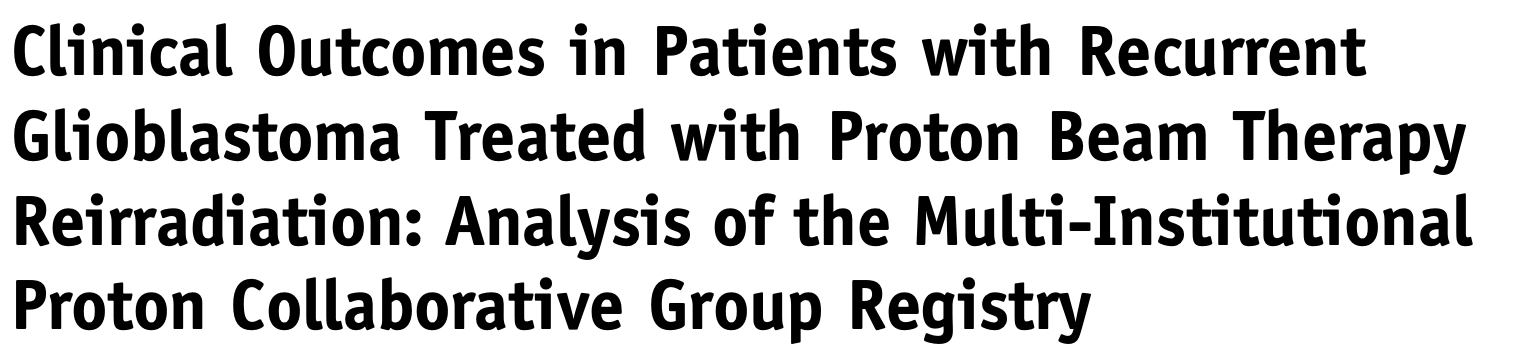 Clinical Outcomes in Patients with Recurrent
Glioblastoma Treated with Proton Beam Therapy
Reirradiation: Analysis of the Multi-Institutional
Proton Collaborative Group Registry